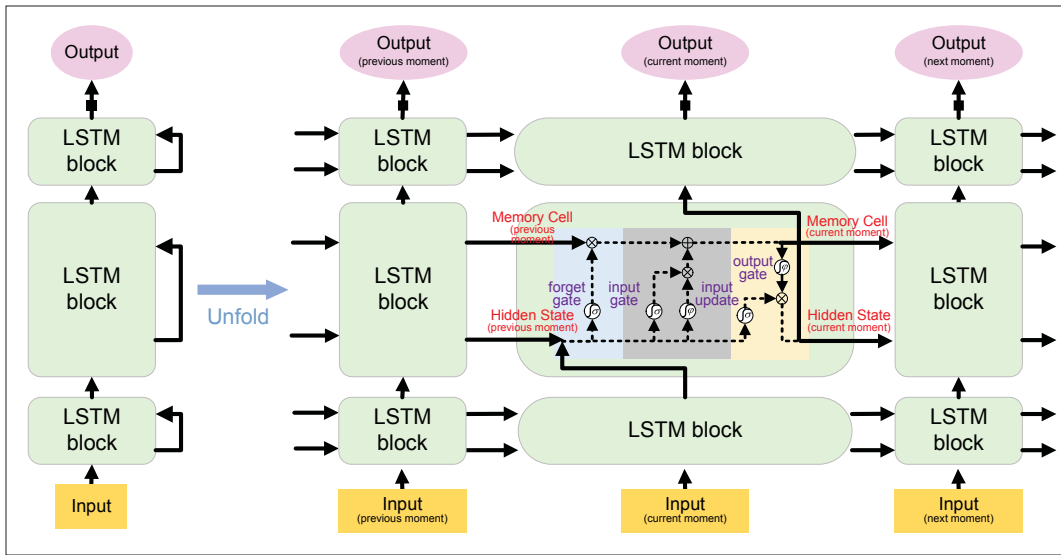 Output
Output
(previous moment)
Output
(current moment)
Output
(next moment)
LSTM
block
LSTM
block
LSTM block
LSTM
block
LSTM
block
Unfold
LSTM
block
Memory Cell
(previous
moment)
Hidden State
(previous moment)
forget
gate
∫σ
input
gate
∫σ
input
update
∫φ
output
gate
∫φ
∫σ
Memory Cell
(current moment)
Hidden State
(current moment)
LSTM
block
LSTM
block
LSTM
block
LSTM block
LSTM
block
Input
Input
(previous moment)
Input
(current moment)
Input
(next moment)